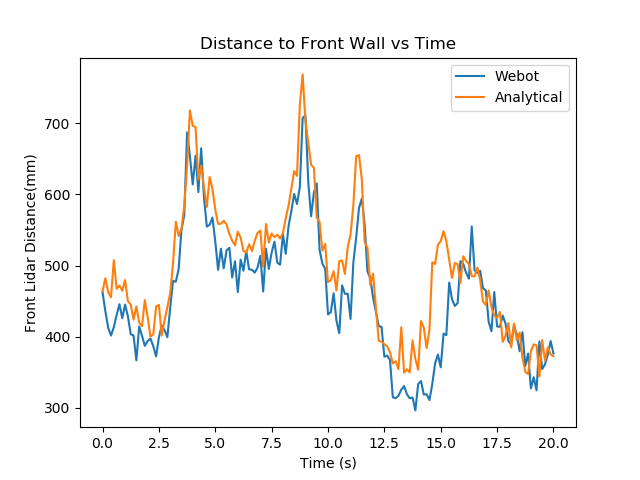 Distance to Front Wall vs Time
Webot
Analytical
Front Lidar Distance(mm)
700
600
500
400
300
0.0 2.5 5.0 7.5 10.0 12.5 15.0 17.5 20.0
Time (s)